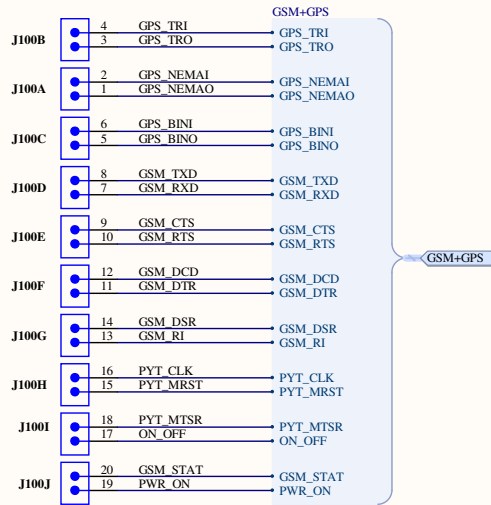 GSM+GPS
J100B 4 GPS_TRI GPS_TRI
3 GPS_TRO GPS_TRO
J100A 2 GPS_NEMAI GPS_NEMAI
1 GPS_NEMAO GPS_NEMAO
J100C 6 GPS_BINI GPS_BINI
5 GPS_BINO GPS_BINO
J100D 8 GSM_TXD GSM_TXD
7 GSM_RXD GSM_RXD
J100E 9 GSM_CTS GSM_CTS
10 GSM_RTS GSM_RTS
GSM+GPS
J100F 12 GSM_DCD GSM_DCD
11 GSM_DTR GSM_DTR
J100G 14 GSM_DSR GSM_DSR
13 GSM_RI GSM_RI
J100H 16 PYT_CLK PYT_CLK
15 PYT_MRST PYT_MRST
J100I 18 PYT_MTSR PYT_MTSR
17 ON_OFF ON_OFF
J100J 20 GSM_STAT GSM_STAT
19 PWR_ON PWR_ON